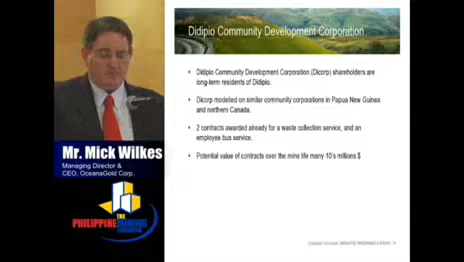 Didipio Community Development Corporation
• Didipio Community Development Corporation (Dicorp) shareholders are
long-term residents of Didipio.
• Dicorp modelled on similar community corporations in Papua New Guinea
and northern Canada.
• 2 contracts awarded already for a waste collection service, and an
employee bus service.
• Potential value of contracts over the mine life many 10's millions $
Mr. Mick Wilkes
Managing Director &
CEO, OceanaGold Corp.
THE
PHILIPPINE MINING